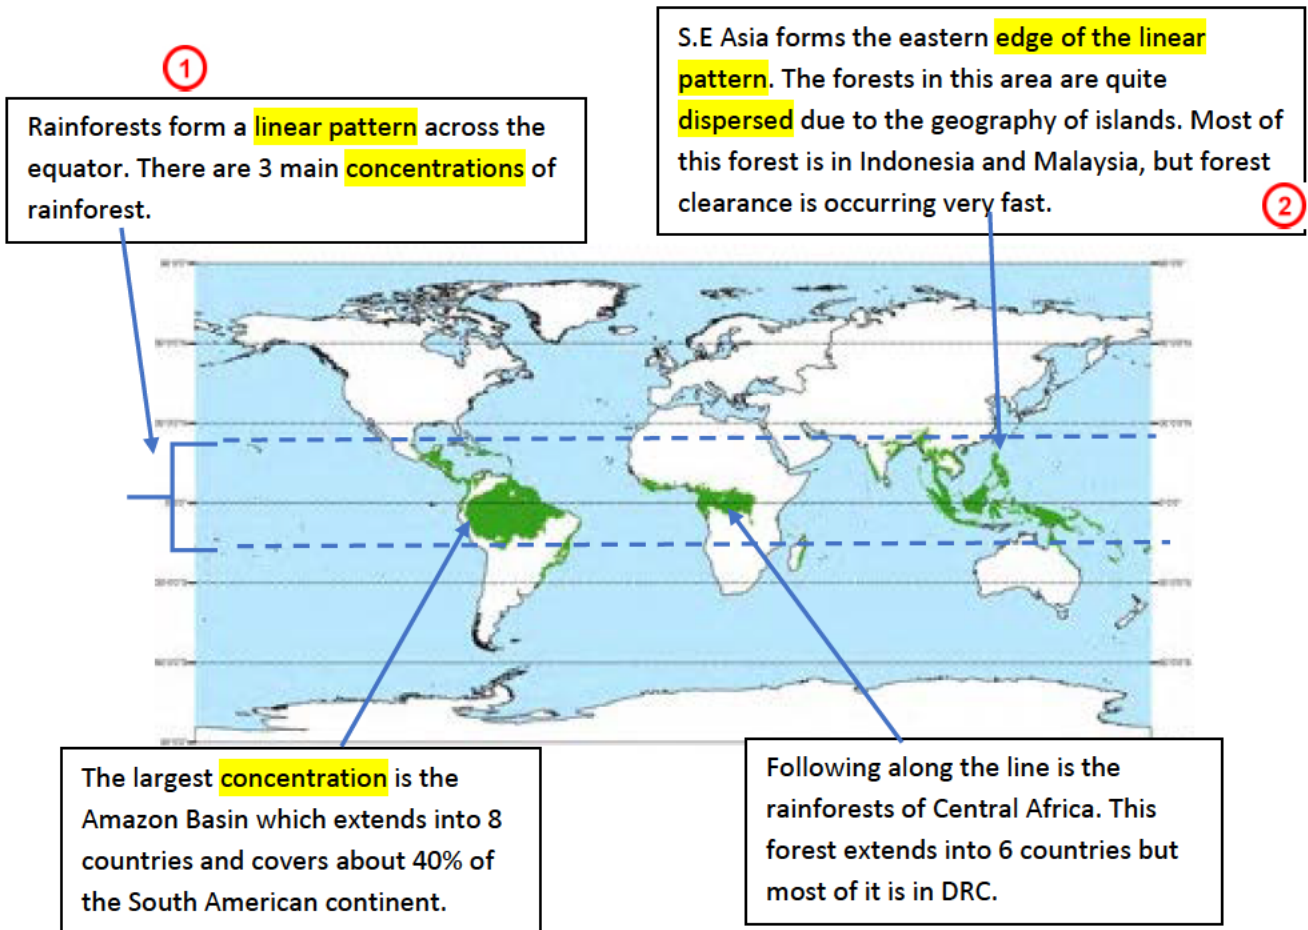 1
Rainforests form a linear pattern across the
equator. There are 3 main concentrations of
rainforest.
S.E Asia forms the eastern edge of the linear
pattern. The forests in this area are quite
dispersed due to the geography of islands. Most of
this forest is in Indonesia and Malaysia, but forest
clearance is occurring very fast.
2
The largest concentration is the
Amazon Basin which extends into 8
countries and covers about 40% of
the South American continent.
Following along the line is the
rainforests of Central Africa. This
forest extends into 6 countries but
most of it is in DRC.